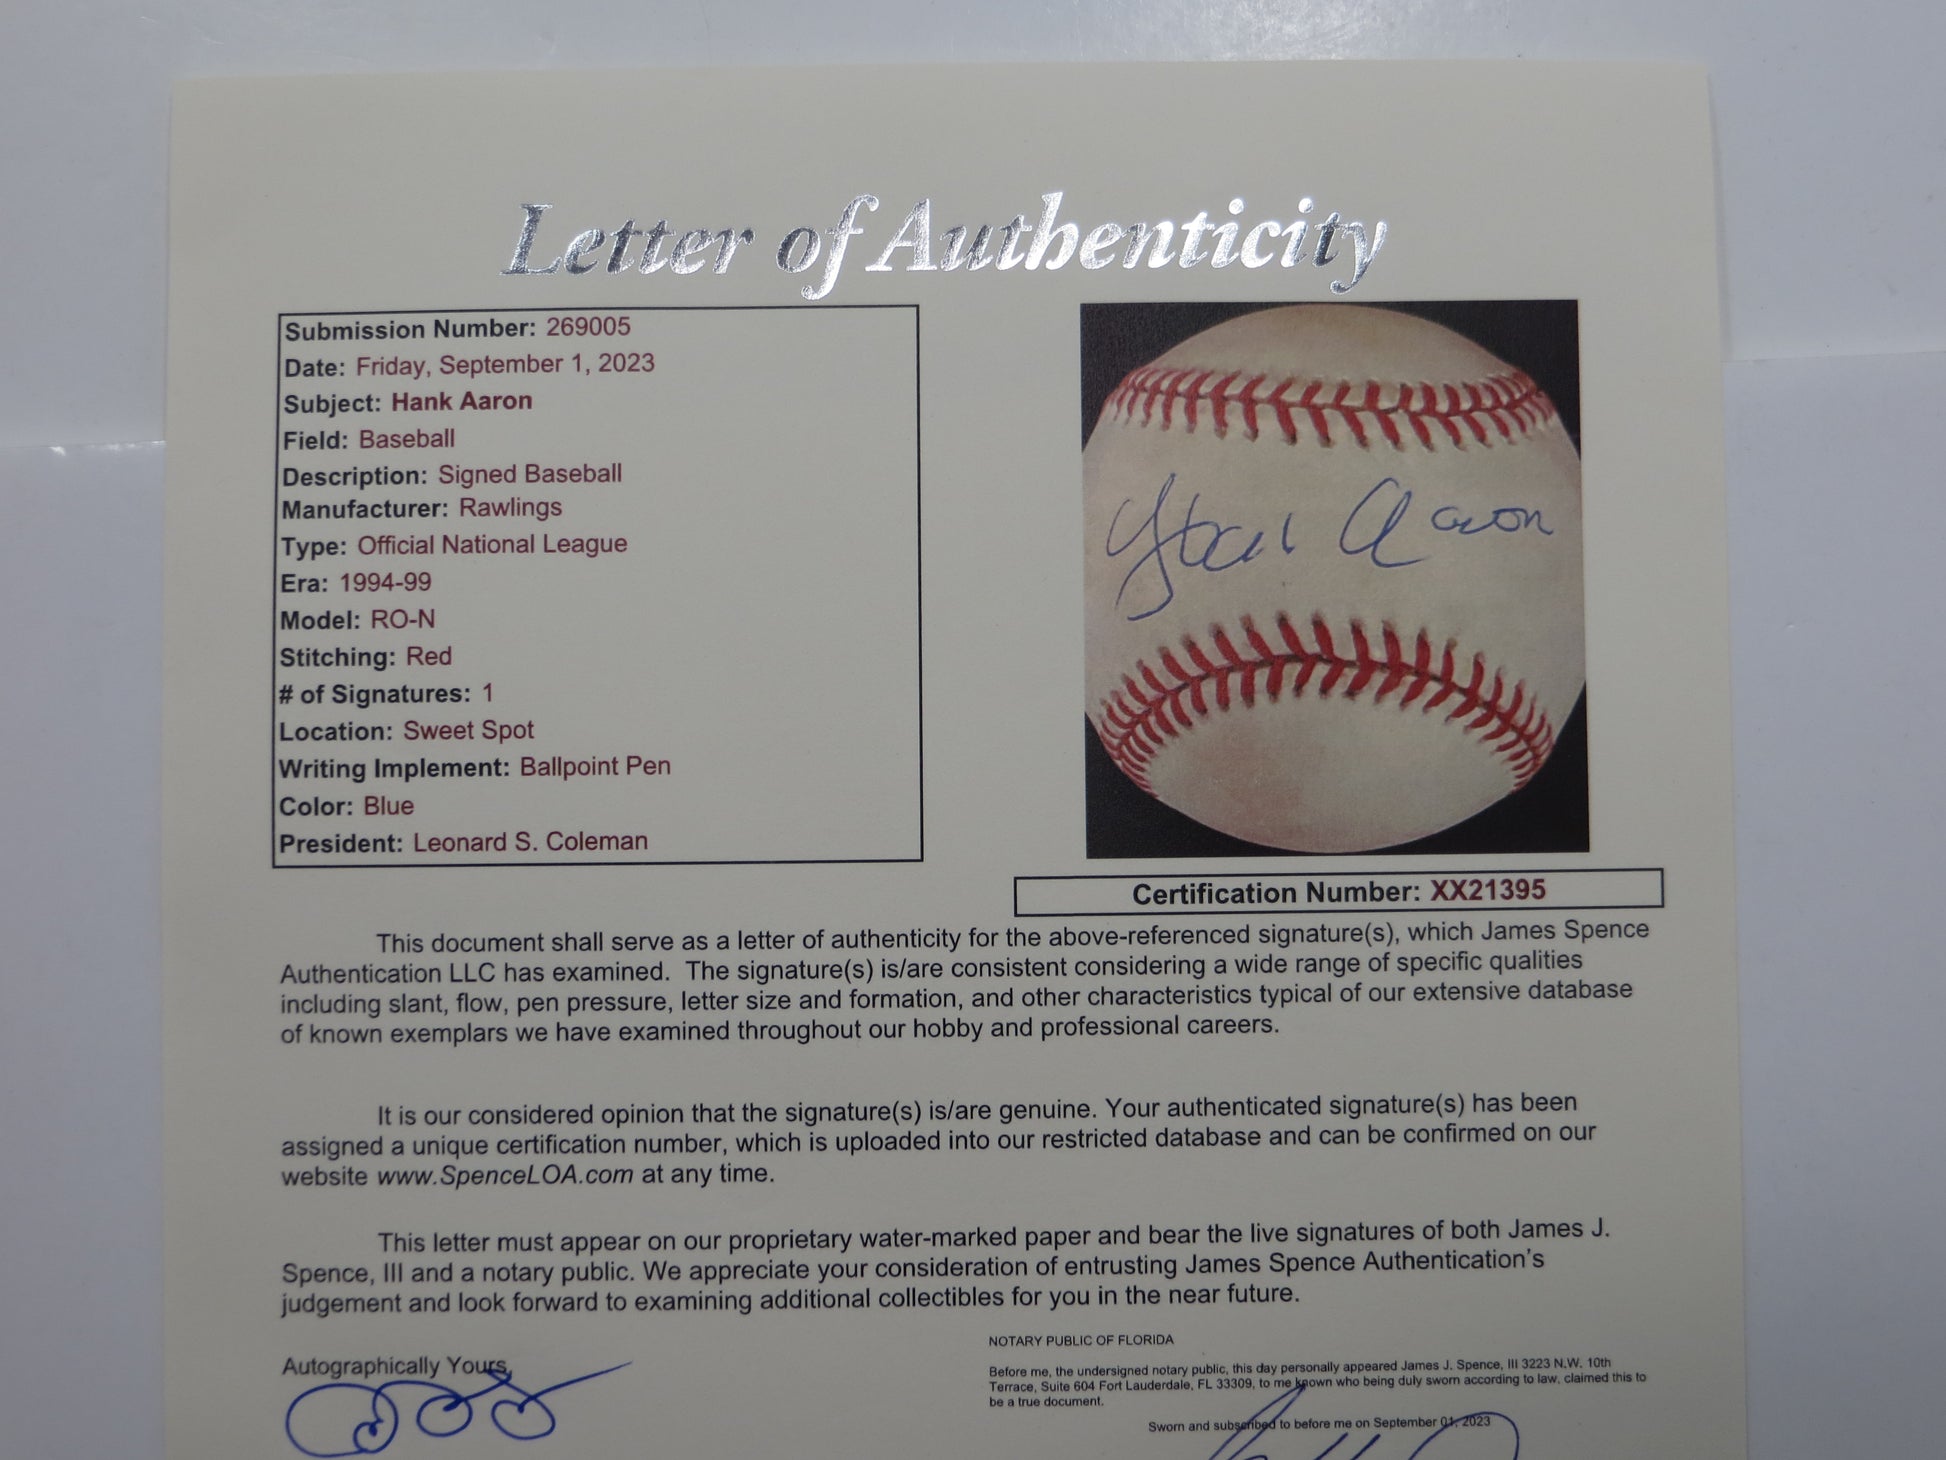 Letter of Authenticity
Submission Number: 269005
Date: Friday, September 1, 2023
Subject: Hank Aaron
Field: Baseball
Description: Signed Baseball
Manufacturer: Rawlings
Type: Official National League
Era: 1994-99
Model: RO-N
Stitching: Red
# of Signatures: 1
Location: Sweet Spot
Writing Implement: Ballpoint Pen
Color: Blue
President: Leonard S. Coleman
Hank Aaron
Certification Number: XX21395
This document shall serve as a letter of authenticity for the above-referenced signature(s), which James Spence
Authentication LLC has examined. The signature(s) is/are consistent considering a wide range of specific qualities
including slant, flow, pen pressure, letter size and formation, and other characteristics typical of our extensive database
of known exemplars we have examined throughout our hobby and professional careers.
It is our considered opinion that the signature(s) is/are genuine. Your authenticated signature(s) has been
assigned a unique certification number, which is uploaded into our restricted database and can be confirmed on our
website www.SpenceLOA.com at any time.
This letter must appear on our proprietary water-marked paper and bear the live signatures of both James J.
Spence, III and a notary public. We appreciate your consideration of entrusting James Spence Authentication's
judgement and look forward to examining additional collectibles for you in the near future.
Autographically Yours,
NOTARY PUBLIC OF FLORIDA
Before me, the undersigned notary public, this day personally appeared James J. Spence, III 3223 N.W. 10th
Terrace, Suite 604 Fort Lauderdale, FL 33309, to me known who being duly sworn according to law, claimed this to
be a true document.
Sworn and subscribed to before me on September 01, 2023